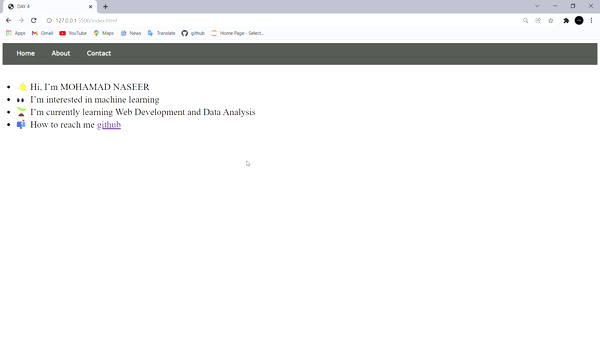 DAY 4
127.0.0.1:5500/index.html
Apps Gmail YouTube Maps News Translate github Home Page - Select...
Home About Contact
Hi, I'm MOHAMAD NASEER
I'm interested in machine learning
I'm currently learning Web Development and Data Analysis
How to reach me github